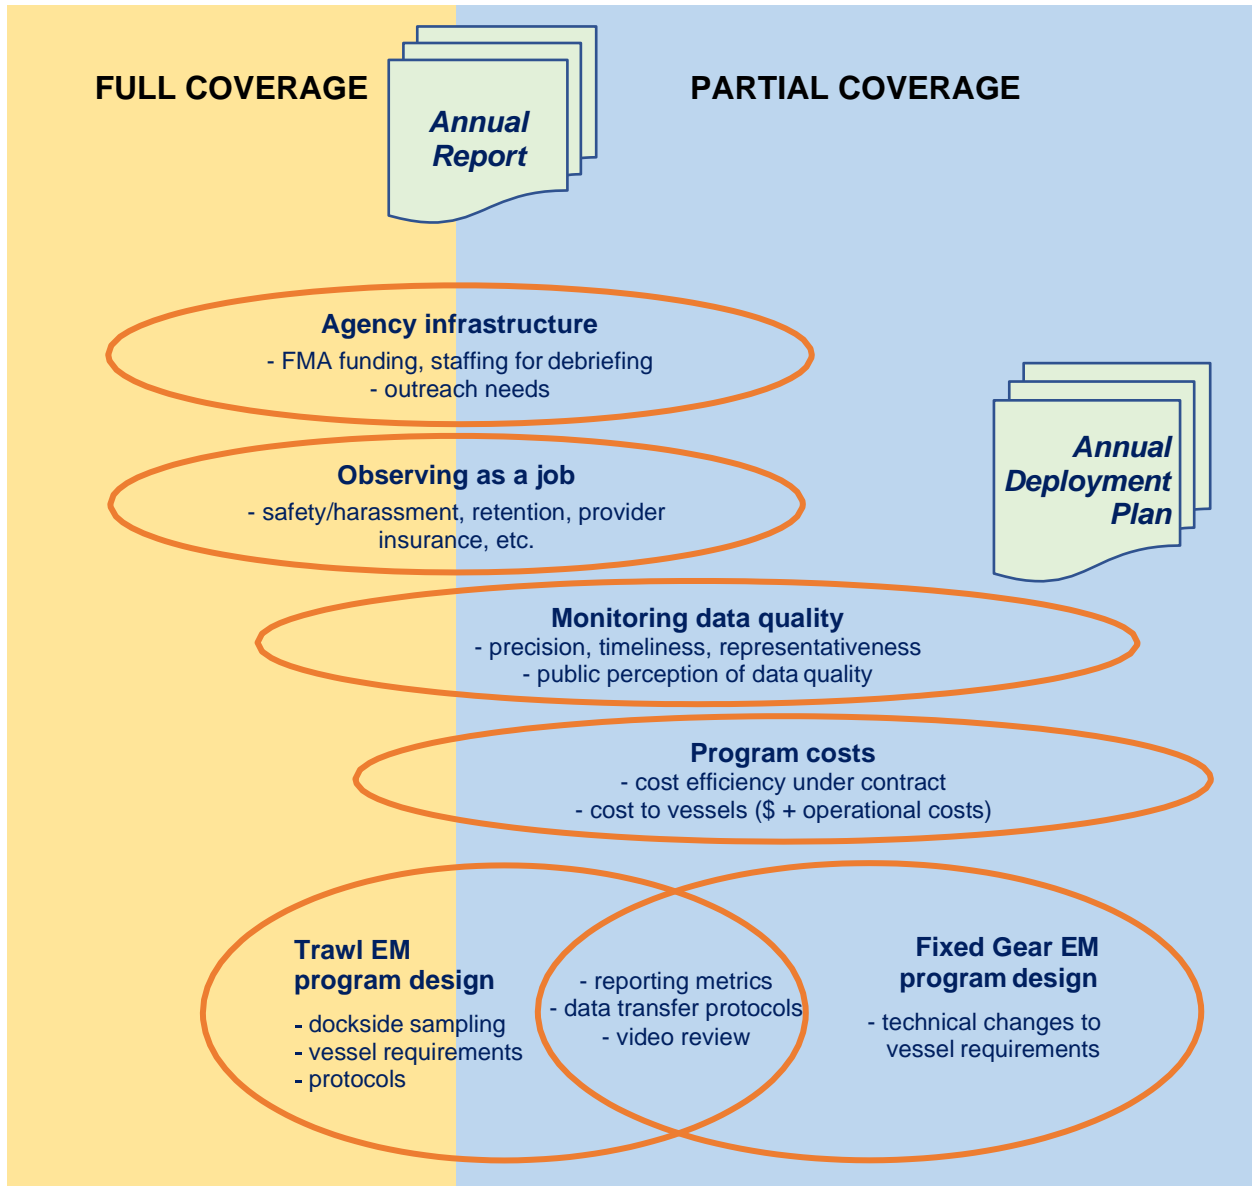 FULL COVERAGE
PARTIAL COVERAGE
Annual
Report
Agency infrastructure
- FMA funding, staffing for debriefing
- outreach needs
Annual
Deployment
Plan
Observing as a job
- safety/harassment, retention, provider
insurance, etc.
Monitoring data quality
- precision, timeliness, representativeness
- public perception of data quality
Program costs
- cost efficiency under contract
- cost to vessels ($ + operational costs)
Trawl EM
program design
- dockside sampling
- vessel requirements
- protocols
- reporting metrics
- data transfer protocols
- video review
Fixed Gear EM
program design
- technical changes to
vessel requirements